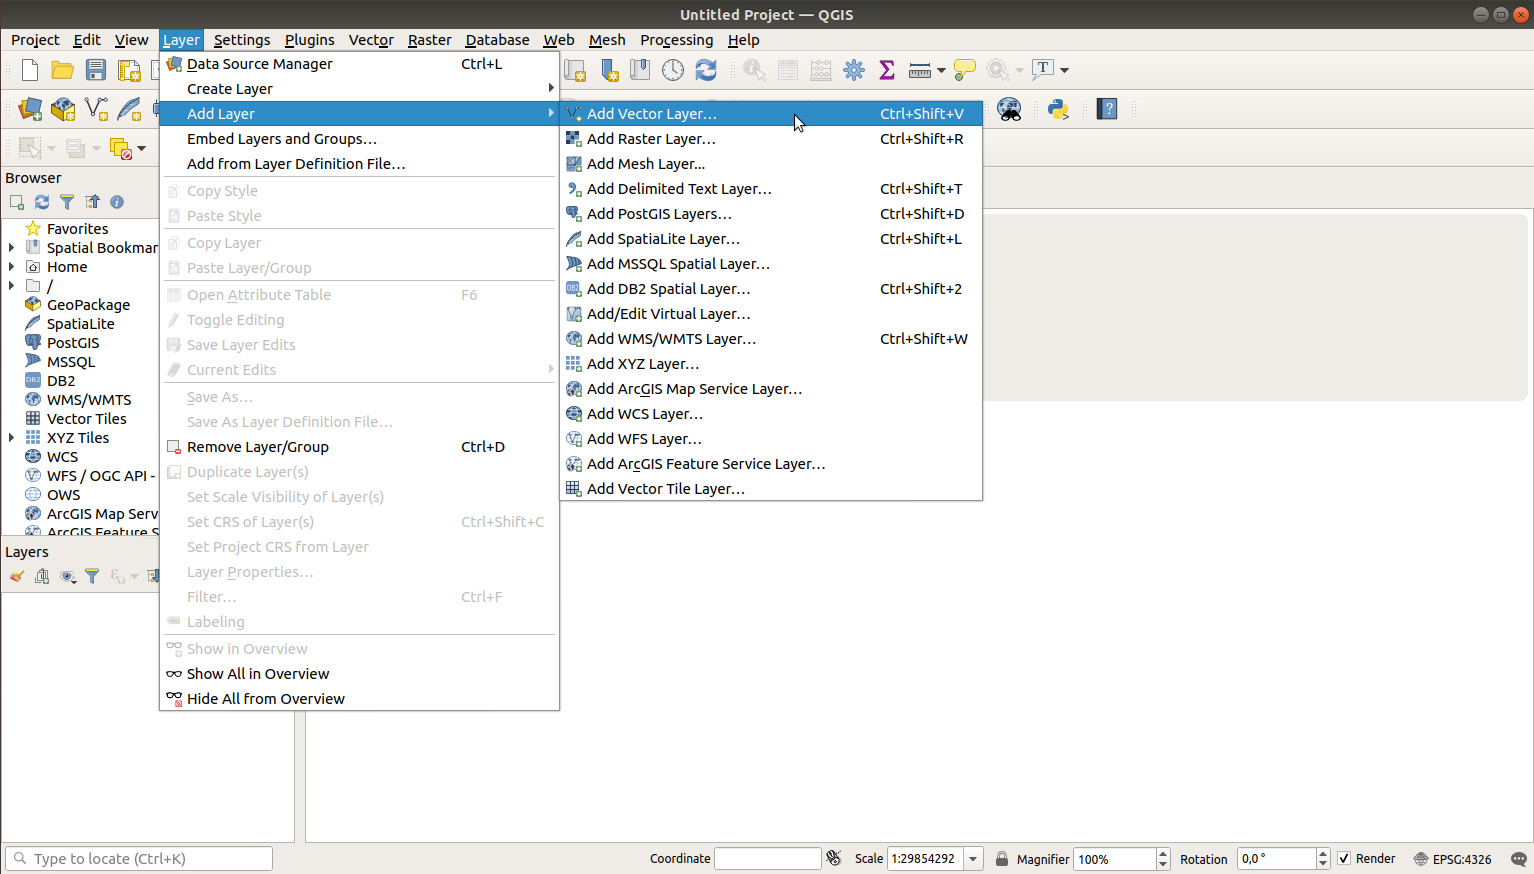 Untitled Project — QGIS
Project Edit View Layer Settings Plugins Vector Raster Database Web Mesh Processing Help
Data Source Manager Ctrl+L
Create Layer
Add Layer
Embed Layers and Groups…
Add from Layer Definition File…
Copy Style
Paste Style
Copy Layer
Paste Layer/Group
Open Attribute Table F6
Toggle Editing
Save Layer Edits
Current Edits
Save As…
Save As Layer Definition File…
Remove Layer/Group Ctrl+D
Duplicate Layer(s)
Set Scale Visibility of Layer(s)
Set CRS of Layer(s) Ctrl+Shift+C
Set Project CRS from Layer
Layer Properties…
Filter… Ctrl+F
Labeling
Show in Overview
Show All in Overview
Hide All from Overview
Add Vector Layer… Ctrl+Shift+V
Add Raster Layer… Ctrl+Shift+R
Add Mesh Layer...
Add Delimited Text Layer… Ctrl+Shift+T
Add PostGIS Layers… Ctrl+Shift+D
Add SpatiaLite Layer… Ctrl+Shift+L
Add MSSQL Spatial Layer…
Add DB2 Spatial Layer… Ctrl+Shift+2
Add/Edit Virtual Layer…
Add WMS/WMTS Layer… Ctrl+Shift+W
Add XYZ Layer…
Add ArcGIS Map Service Layer…
Add WCS Layer…
Add WFS Layer…
Add ArcGIS Feature Service Layer…
Add Vector Tile Layer…
Browser
Favorites
Spatial Bookmar
Home
/
GeoPackage
SpatiaLite
PostGIS
MSSQL
DB2
WMS/WMTS
Vector Tiles
XYZ Tiles
WCS
WFS / OGC API -
OWS
ArcGIS Map Serv
ArcGIS Feature S
Layers
Type to locate (Ctrl+K)
Coordinate Scale 1:29854292 Magnifier 100% Rotation 0,0 ° Render EPSG:4326